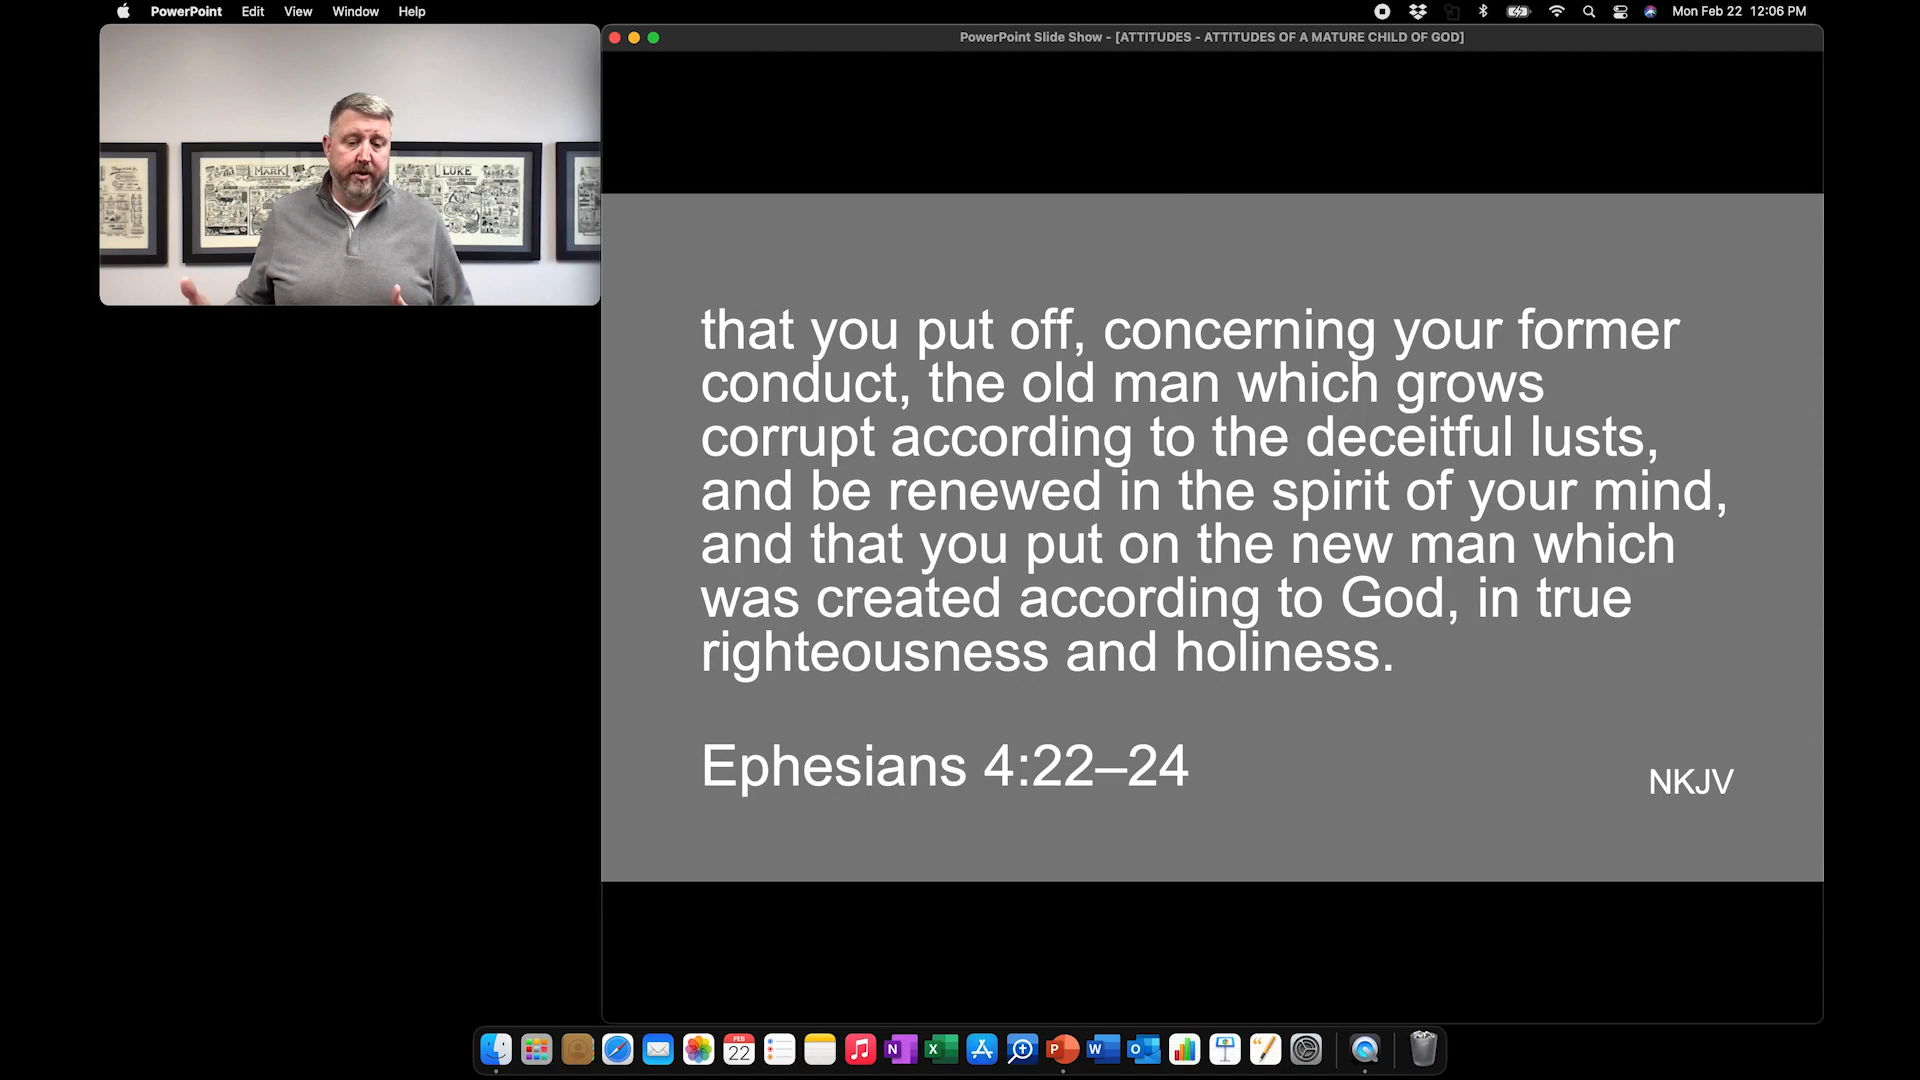 PowerPoint Edit View Window Help
Mon Feb 22 12:06 PM
PowerPoint Slide Show - [ATTITUDES - ATTITUDES OF A MATURE CHILD OF GOD]
MARK
LUKE
that you put off, concerning your former
conduct, the old man which grows
corrupt according to the deceitful lusts,
and be renewed in the spirit of your mind,
and that you put on the new man which
was created according to God, in true
righteousness and holiness.
Ephesians 4:22–24
NKJV
FEB
22
N
X
P
W
O